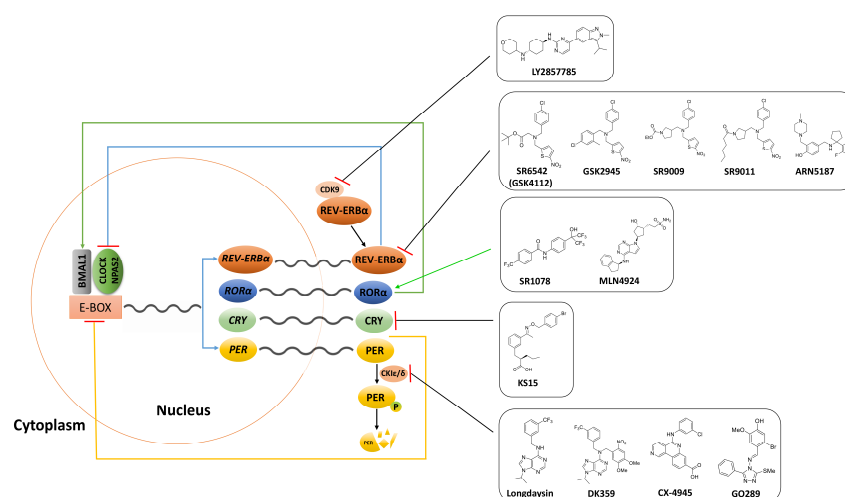 LY2857785
SR6542
(GSK4112)
GSK2945
SR9009
SR9011
ARN5187
CDK9
REV-ERBα
REV-ERBα
BMAL1
CLOCK
NPAS2
E-BOX
REV-ERBα
RORα
RORα
CRY
CRY
PER
PER
CKIε/δ
PER
P
PER
Nucleus
Cytoplasm
SR1078
MLN4924
KS15
Longdaysin
DK359
CX-4945
GO289